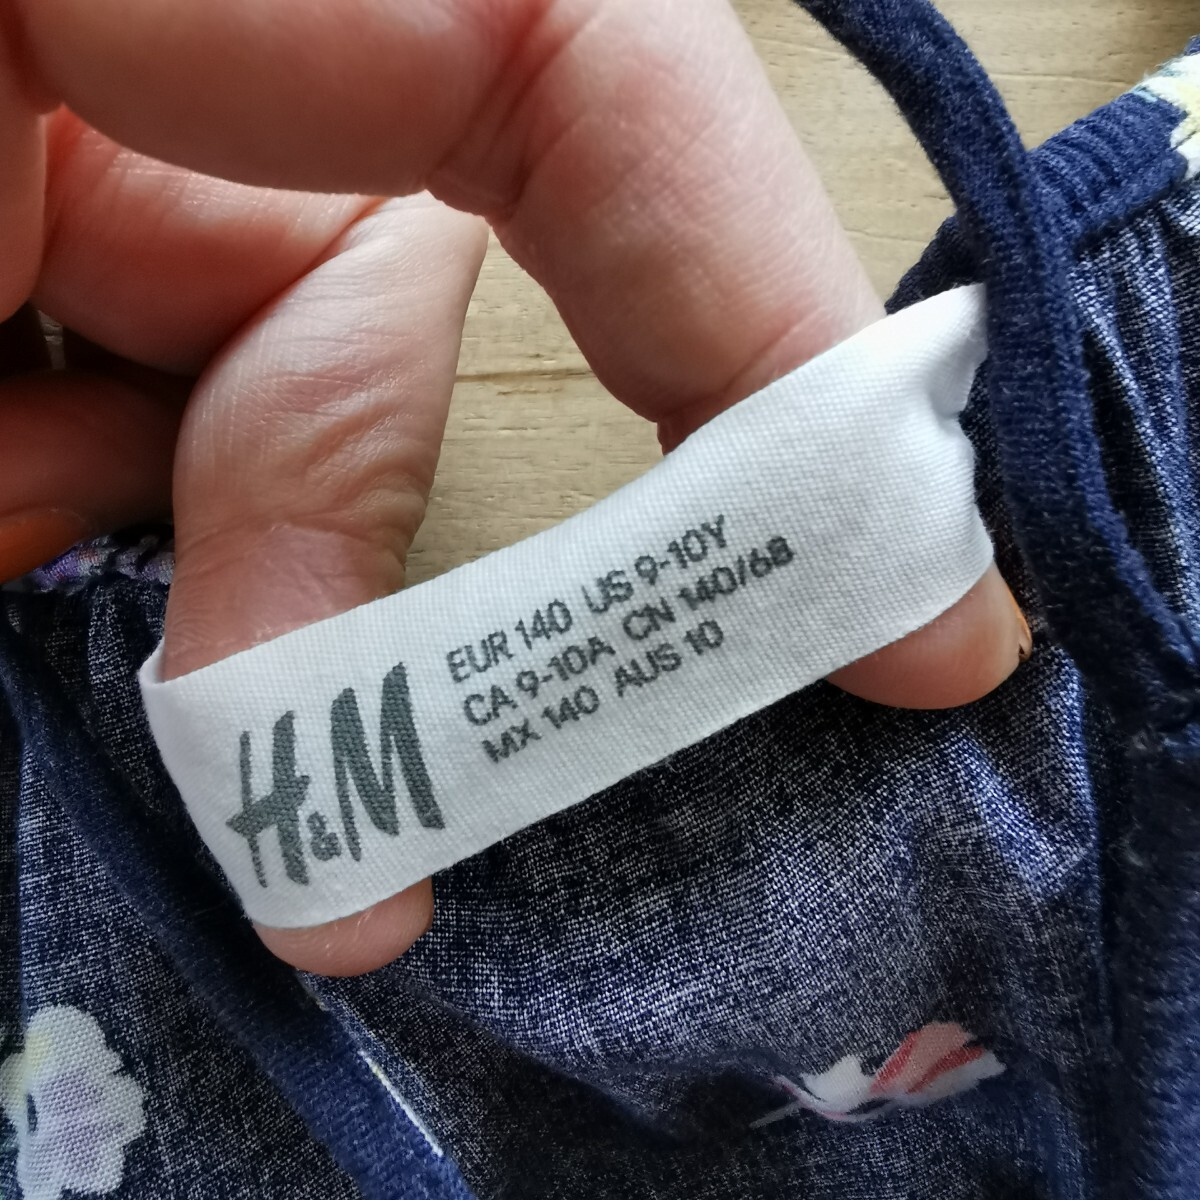 H&M
EUR 140 US 9-10Y
CA 9-10A CN 140/68
MX 140 AUS 10